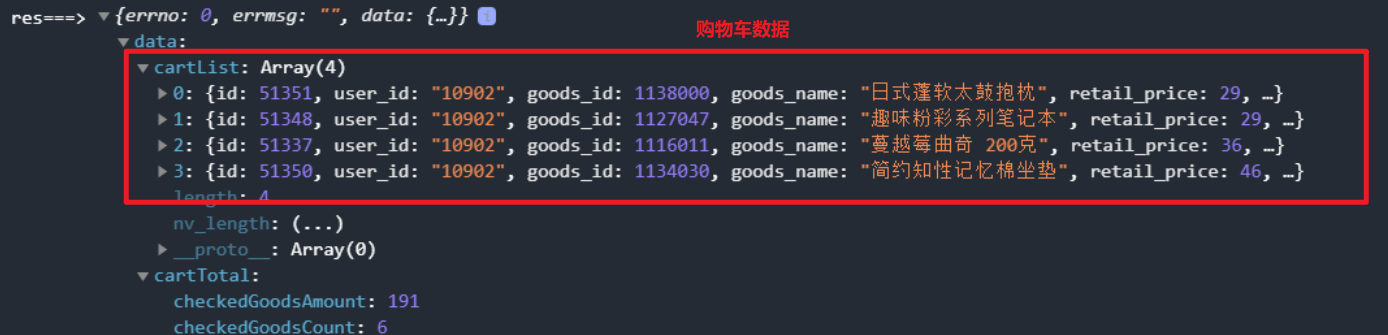 res===> ▼{errno: 0, errmsg: "", data: {…}} i
购物车数据
▼data:
▼cartList: Array(4)
▶0: {id: 51351, user_id: "10902", goods_id: 1138000, goods_name: "日式蓬软太鼓抱枕", retail_price: 29, …}
▶1: {id: 51348, user_id: "10902", goods_id: 1127047, goods_name: "趣味粉彩系列笔记本", retail_price: 29, …}
▶2: {id: 51337, user_id: "10902", goods_id: 1116011, goods_name: "蔓越莓曲奇 200克", retail_price: 36, …}
▶3: {id: 51350, user_id: "10902", goods_id: 1134030, goods_name: "简约知性记忆棉坐垫", retail_price: 46, …}
length: 4
nv_length: (...)
▶__proto__: Array(0)
▼cartTotal:
checkedGoodsAmount: 191
checkedGoodsCount: 6